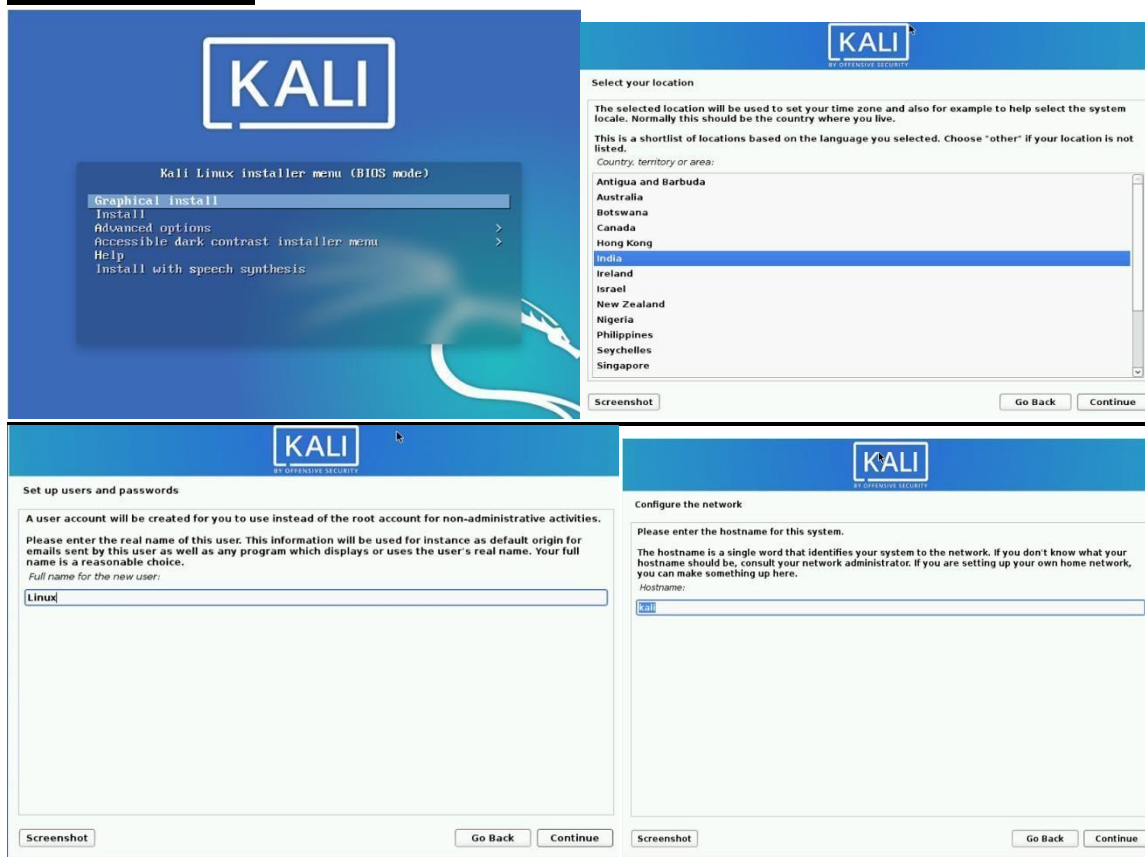 KALI
Kali Linux installer menu (BIOS mode)
Graphical install
Install
Advanced options >
Accessible dark contrast installer menu >
Help
Install with speech synthesis
KALI
BY OFFENSIVE SECURITY
Select your location
The selected location will be used to set your time zone and also for example to help select the system
locale. Normally this should be the country where you live.
This is a shortlist of locations based on the language you selected. Choose "other" if your location is not
listed.
Country, territory or area:
Antigua and Barbuda
Australia
Botswana
Canada
Hong Kong
India
Ireland
Israel
New Zealand
Nigeria
Philippines
Seychelles
Singapore
Screenshot Go Back Continue
KALI
BY OFFENSIVE SECURITY
Set up users and passwords
A user account will be created for you to use instead of the root account for non-administrative activities.
Please enter the real name of this user. This information will be used for instance as default origin for
emails sent by this user as well as any program which displays or uses the user's real name. Your full
name is a reasonable choice.
Full name for the new user:
Linux
Screenshot Go Back Continue
KALI
BY OFFENSIVE SECURITY
Configure the network
Please enter the hostname for this system.
The hostname is a single word that identifies your system to the network. If you don't know what your
hostname should be, consult your network administrator. If you are setting up your own home network,
you can make something up here.
Hostname:
kali
Screenshot Go Back Continue